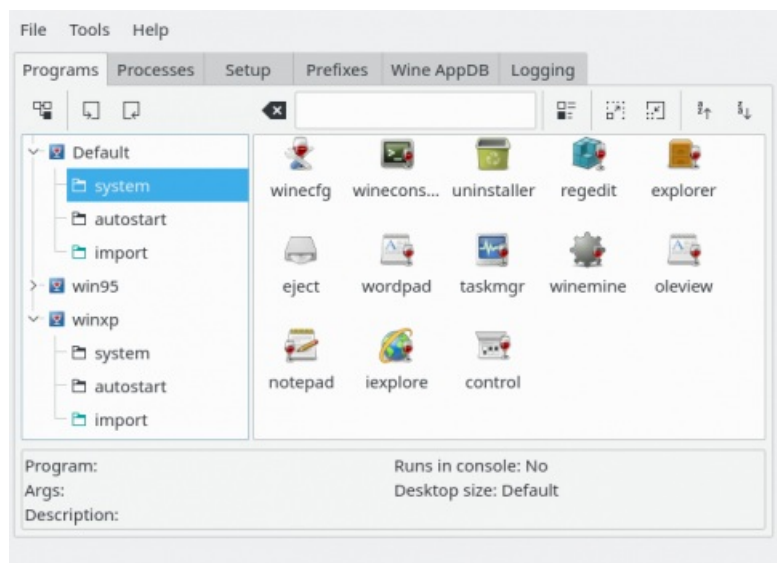 File Tools Help
Programs Processes Setup Prefixes Wine AppDB Logging
Default
system
autostart
import
win95
winxp
system
autostart
import
winecfg winecons... uninstaller regedit explorer
eject wordpad taskmgr winemine oleview
notepad iexplore control
Program:
Args:
Description:
Runs in console: No
Desktop size: Default